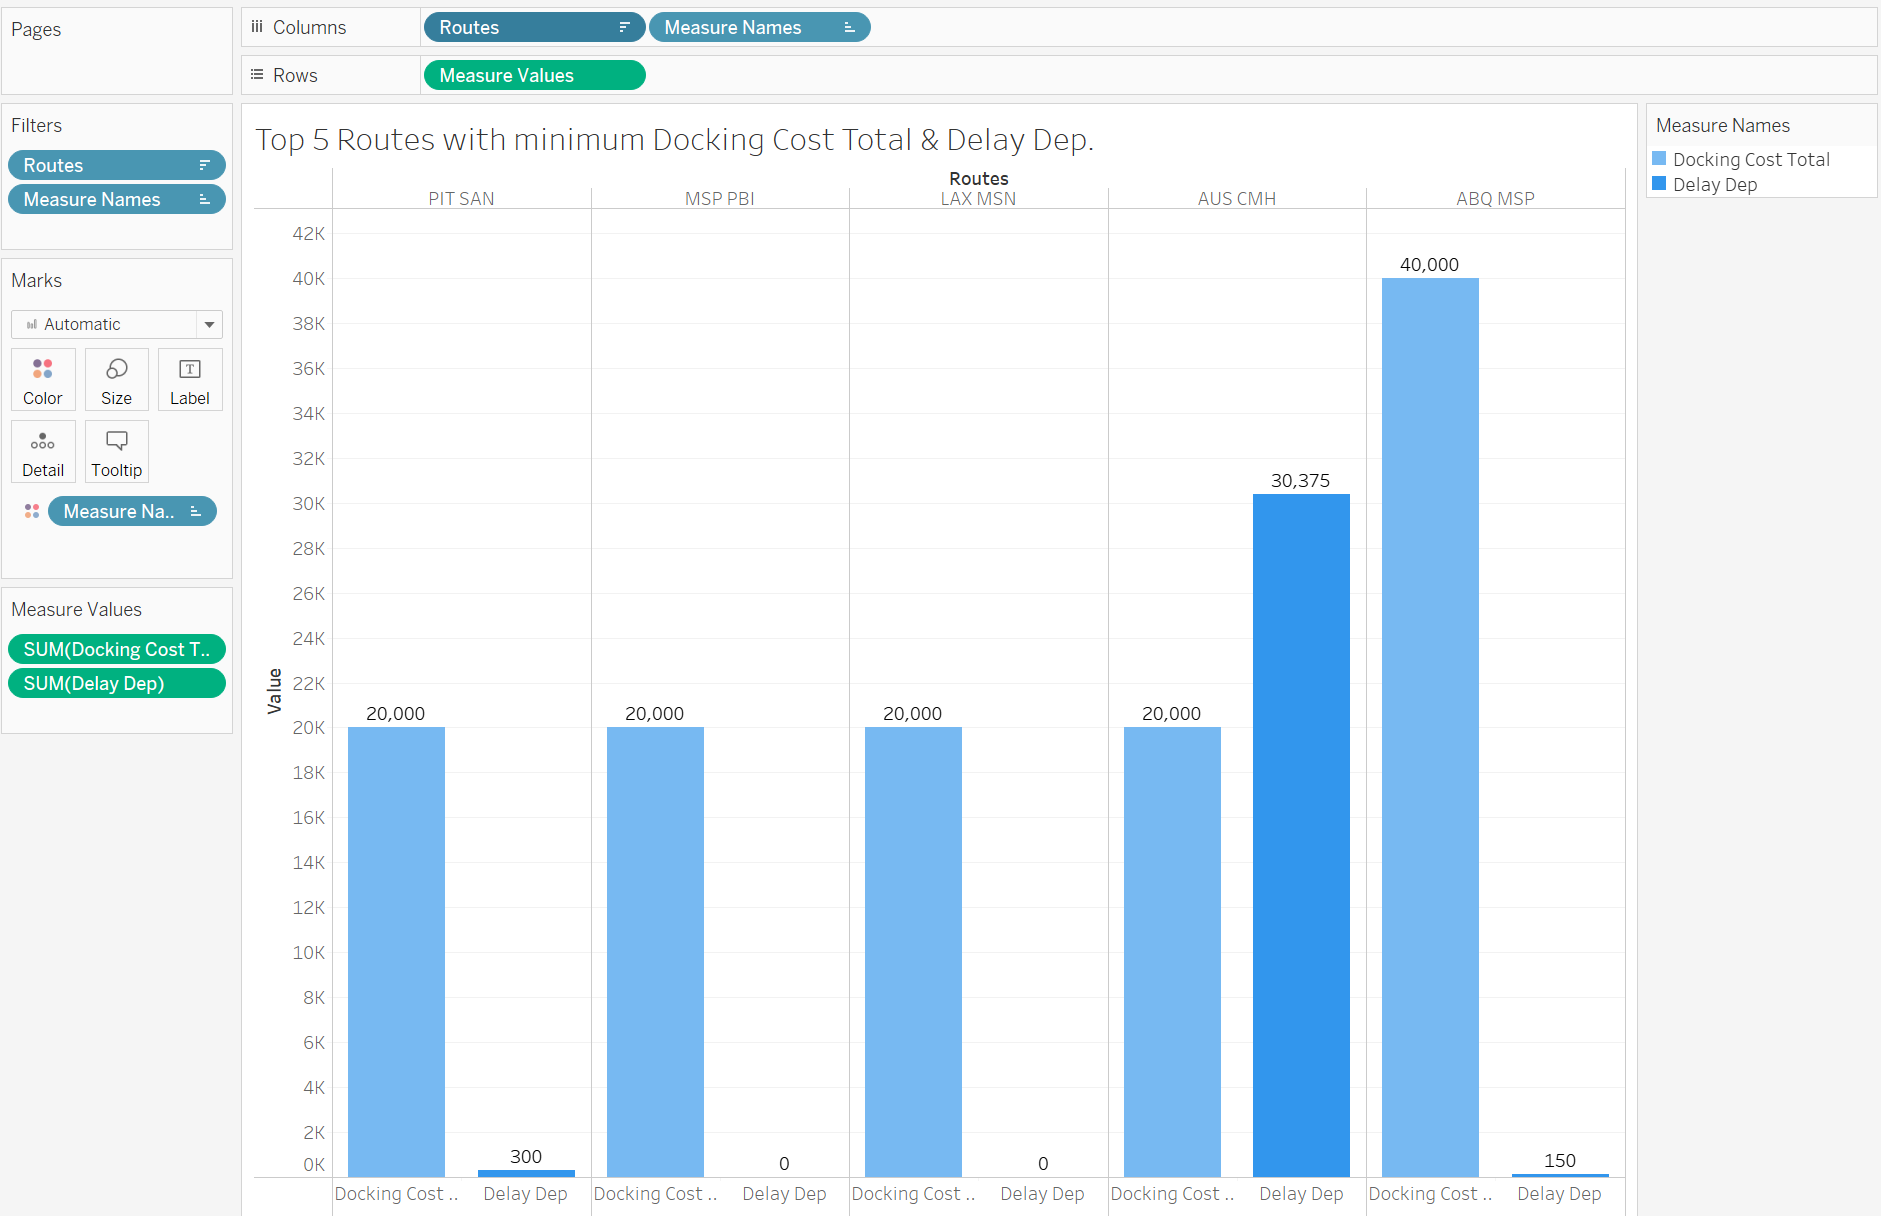 Pages
Columns
Routes
Measure Names
Rows
Measure Values
Filters
Routes
Measure Names
Marks
Automatic
Color
Size
Label
Detail
Tooltip
Measure Na..
Measure Values
SUM(Docking Cost T..
SUM(Delay Dep)
Top 5 Routes with minimum Docking Cost Total & Delay Dep.
Routes
PIT SAN
MSP PBI
LAX MSN
AUS CMH
ABQ MSP
Value
42K
40K
38K
36K
34K
32K
30K
28K
26K
24K
22K
20K
18K
16K
14K
12K
10K
8K
6K
4K
2K
0K
20,000
300
20,000
0
20,000
0
20,000
30,375
40,000
150
Docking Cost ..
Delay Dep
Docking Cost ..
Delay Dep
Docking Cost ..
Delay Dep
Docking Cost ..
Delay Dep
Docking Cost ..
Delay Dep
Measure Names
Docking Cost Total
Delay Dep